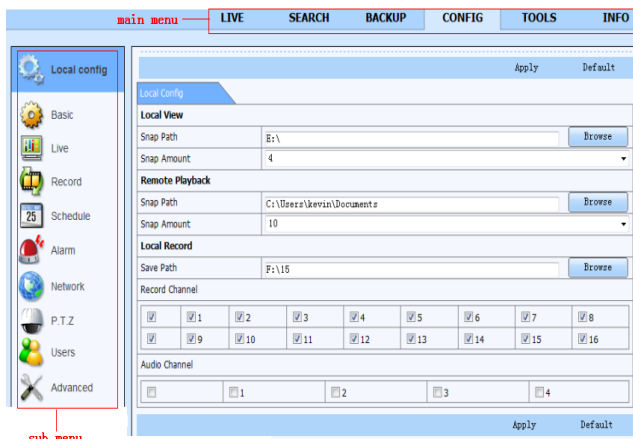 main menu LIVE SEARCH BACKUP CONFIG TOOLS INFO
Local config
Basic
Live
Record
25 Schedule
Alarm
Network
P.T.Z
Users
Advanced
sub menu
Apply Default
Local Config
Local View
Snap Path E:\ Browse
Snap Amount 4
Remote Playback
Snap Path C:\Users\kevin\Documents Browse
Snap Amount 10
Local Record
Save Path F:\15 Browse
Record Channel
1 2 3 4 5 6 7 8
9 10 11 12 13 14 15 16
Audio Channel
1 2 3 4
Apply Default